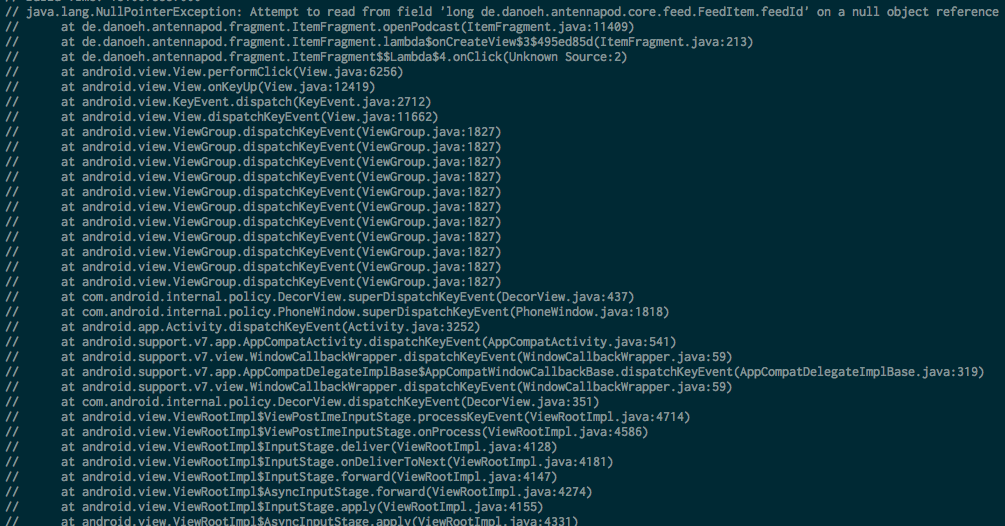 // java.lang.NullPointerException: Attempt to read from field 'long de.danoeh.antennapod.core.feed.FeedItem.feedId' on a null object reference
// at de.danoeh.antennapod.fragment.ItemFragment.openPodcast(ItemFragment.java:11409)
// at de.danoeh.antennapod.fragment.ItemFragment.lambda$onCreateView$3$495ed85d(ItemFragment.java:213)
// at de.danoeh.antennapod.fragment.ItemFragment$$Lambda$4.onClick(Unknown Source:2)
// at android.view.View.performClick(View.java:6256)
// at android.view.View.onKeyUp(View.java:12419)
// at android.view.KeyEvent.dispatch(KeyEvent.java:2712)
// at android.view.View.dispatchKeyEvent(View.java:11662)
// at android.view.ViewGroup.dispatchKeyEvent(ViewGroup.java:1827)
// at android.view.ViewGroup.dispatchKeyEvent(ViewGroup.java:1827)
// at android.view.ViewGroup.dispatchKeyEvent(ViewGroup.java:1827)
// at android.view.ViewGroup.dispatchKeyEvent(ViewGroup.java:1827)
// at android.view.ViewGroup.dispatchKeyEvent(ViewGroup.java:1827)
// at android.view.ViewGroup.dispatchKeyEvent(ViewGroup.java:1827)
// at android.view.ViewGroup.dispatchKeyEvent(ViewGroup.java:1827)
// at android.view.ViewGroup.dispatchKeyEvent(ViewGroup.java:1827)
// at android.view.ViewGroup.dispatchKeyEvent(ViewGroup.java:1827)
// at android.view.ViewGroup.dispatchKeyEvent(ViewGroup.java:1827)
// at android.view.ViewGroup.dispatchKeyEvent(ViewGroup.java:1827)
// at com.android.internal.policy.DecorView.superDispatchKeyEvent(DecorView.java:437)
// at com.android.internal.policy.PhoneWindow.superDispatchKeyEvent(PhoneWindow.java:1818)
// at android.app.Activity.dispatchKeyEvent(Activity.java:3252)
// at android.support.v7.app.AppCompatActivity.dispatchKeyEvent(AppCompatActivity.java:541)
// at android.support.v7.view.WindowCallbackWrapper.dispatchKeyEvent(WindowCallbackWrapper.java:59)
// at android.support.v7.app.AppCompatDelegateImplBase$AppCompatWindowCallbackBase.dispatchKeyEvent(AppCompatDelegateImplBase.java:319)
// at android.support.v7.view.WindowCallbackWrapper.dispatchKeyEvent(WindowCallbackWrapper.java:59)
// at com.android.internal.policy.DecorView.dispatchKeyEvent(DecorView.java:351)
// at android.view.ViewRootImpl$ViewPostImeInputStage.processKeyEvent(ViewRootImpl.java:4714)
// at android.view.ViewRootImpl$ViewPostImeInputStage.onProcess(ViewRootImpl.java:4586)
// at android.view.ViewRootImpl$InputStage.deliver(ViewRootImpl.java:4128)
// at android.view.ViewRootImpl$InputStage.onDeliverToNext(ViewRootImpl.java:4181)
// at android.view.ViewRootImpl$InputStage.forward(ViewRootImpl.java:4147)
// at android.view.ViewRootImpl$AsyncInputStage.forward(ViewRootImpl.java:4274)
// at android.view.ViewRootImpl$InputStage.apply(ViewRootImpl.java:4155)
// at android.view.ViewRootImpl$AsyncInputStage.apply(ViewRootImpl.java:4331)